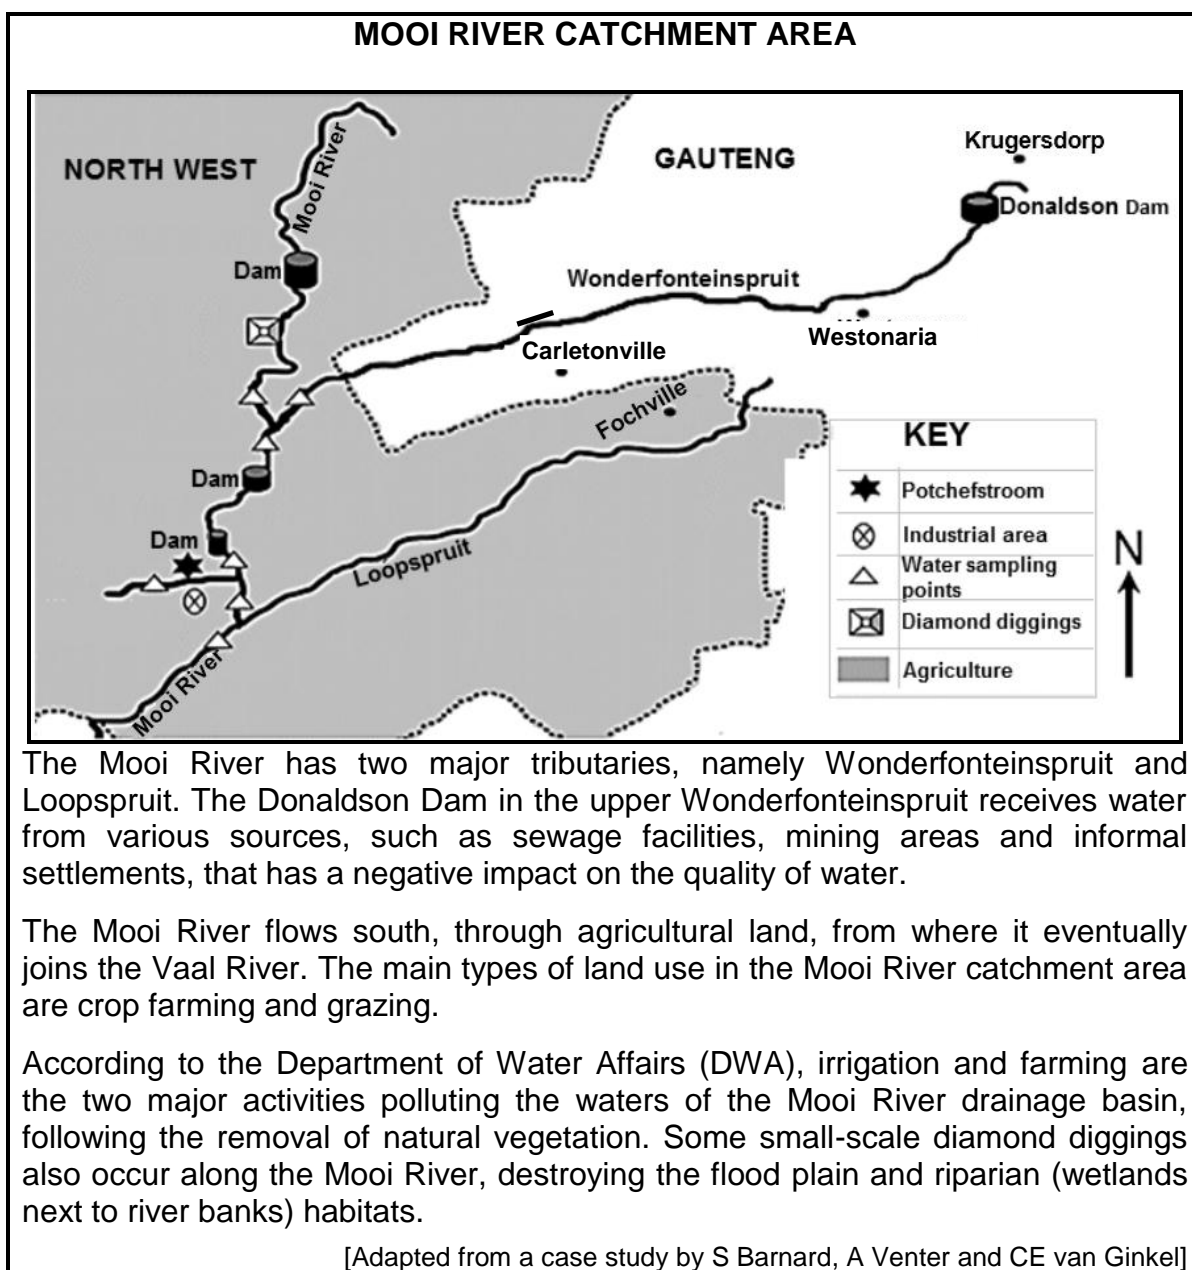 MOOI RIVER CATCHMENT AREA
NORTH WEST
Mooi River
GAUTENG
Krugersdorp
Donaldson Dam
Dam
Wonderfonteinspruit
Westonaria
Carletonville
Fochville
Dam
Dam
Loopspruit
Mooi River
KEY
Potchefstroom
Industrial area
Water sampling
points
Diamond diggings
Agriculture
N
The Mooi River has two major tributaries, namely Wonderfonteinspruit and
Loopspruit. The Donaldson Dam in the upper Wonderfonteinspruit receives water
from various sources, such as sewage facilities, mining areas and informal
settlements, that has a negative impact on the quality of water.
The Mooi River flows south, through agricultural land, from where it eventually
joins the Vaal River. The main types of land use in the Mooi River catchment area
are crop farming and grazing.
According to the Department of Water Affairs (DWA), irrigation and farming are
the two major activities polluting the waters of the Mooi River drainage basin,
following the removal of natural vegetation. Some small-scale diamond diggings
also occur along the Mooi River, destroying the flood plain and riparian (wetlands
next to river banks) habitats.
[Adapted from a case study by S Barnard, A Venter and CE van Ginkel]